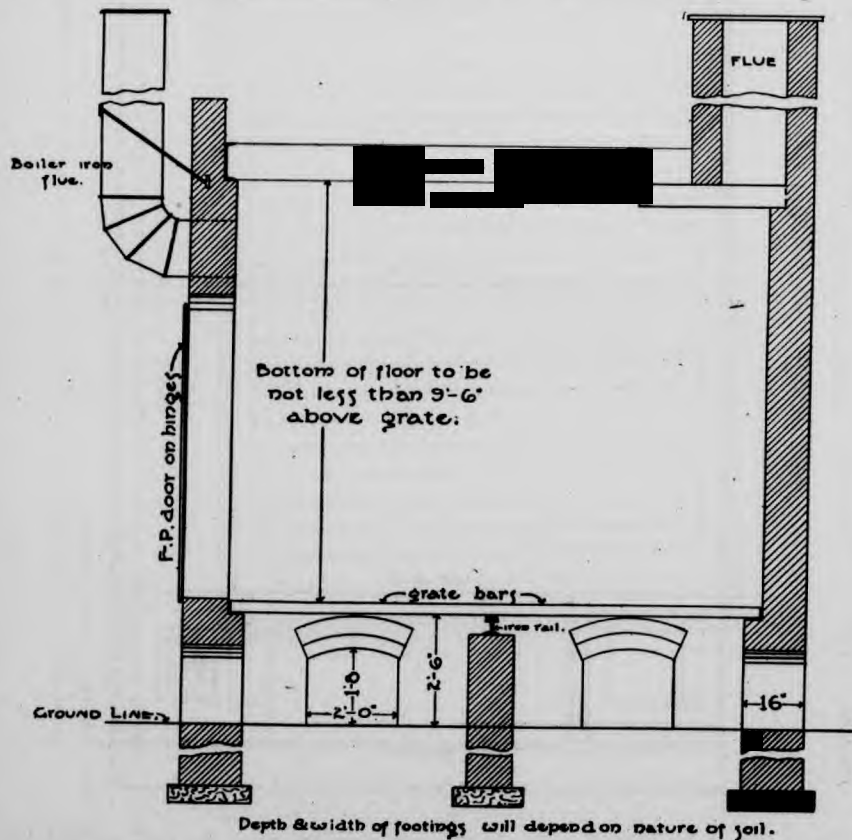 FLUE
Boiler iron
flue.
F.P. door on hinges
Bottom of floor to be
not less than 9'-6"
above grate.
grate bars
iron rail.
1'-8
2'-0"
2'-6"
16"
GROUND LINE.
Depth & width of footings will depend on nature of soil.